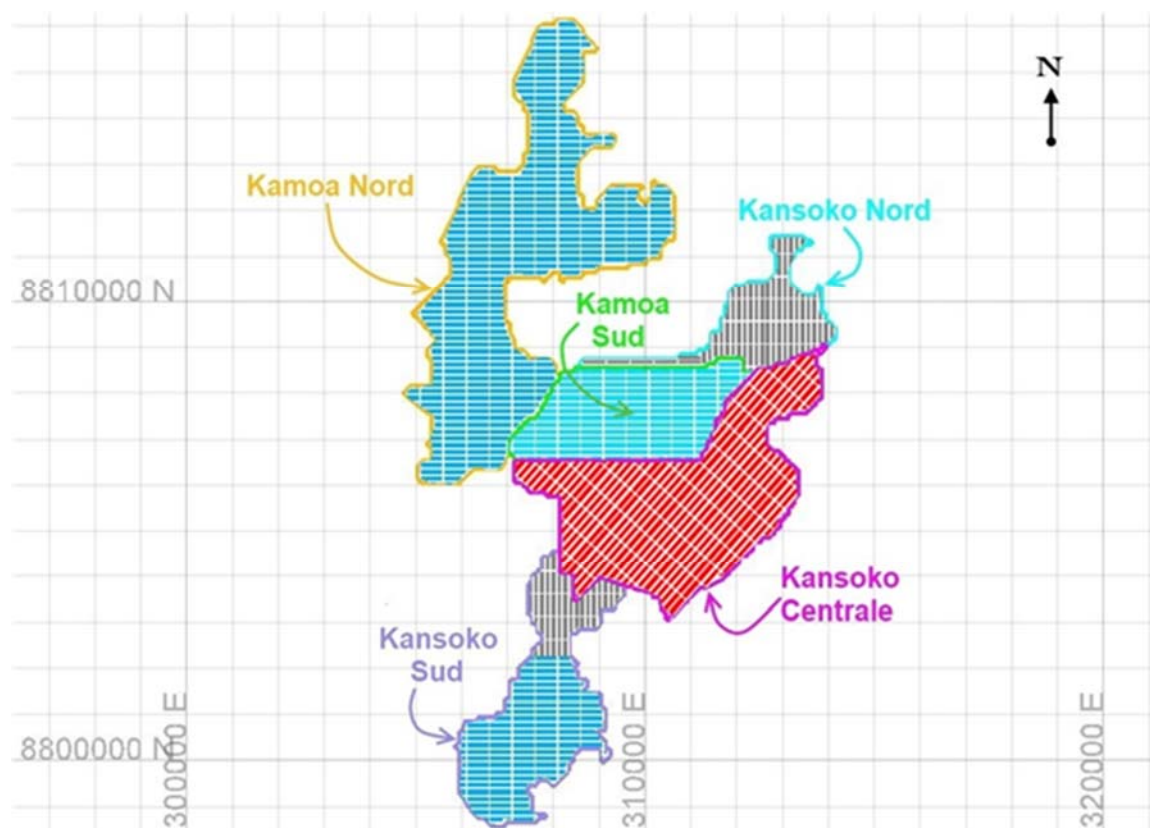 N
Kamoa Nord
Kansoko Nord
8810000 N
Kamoa
Sud
Kansoko
Centrale
Kansoko
Sud
8800000 N
300000 E
310000 E
320000 E